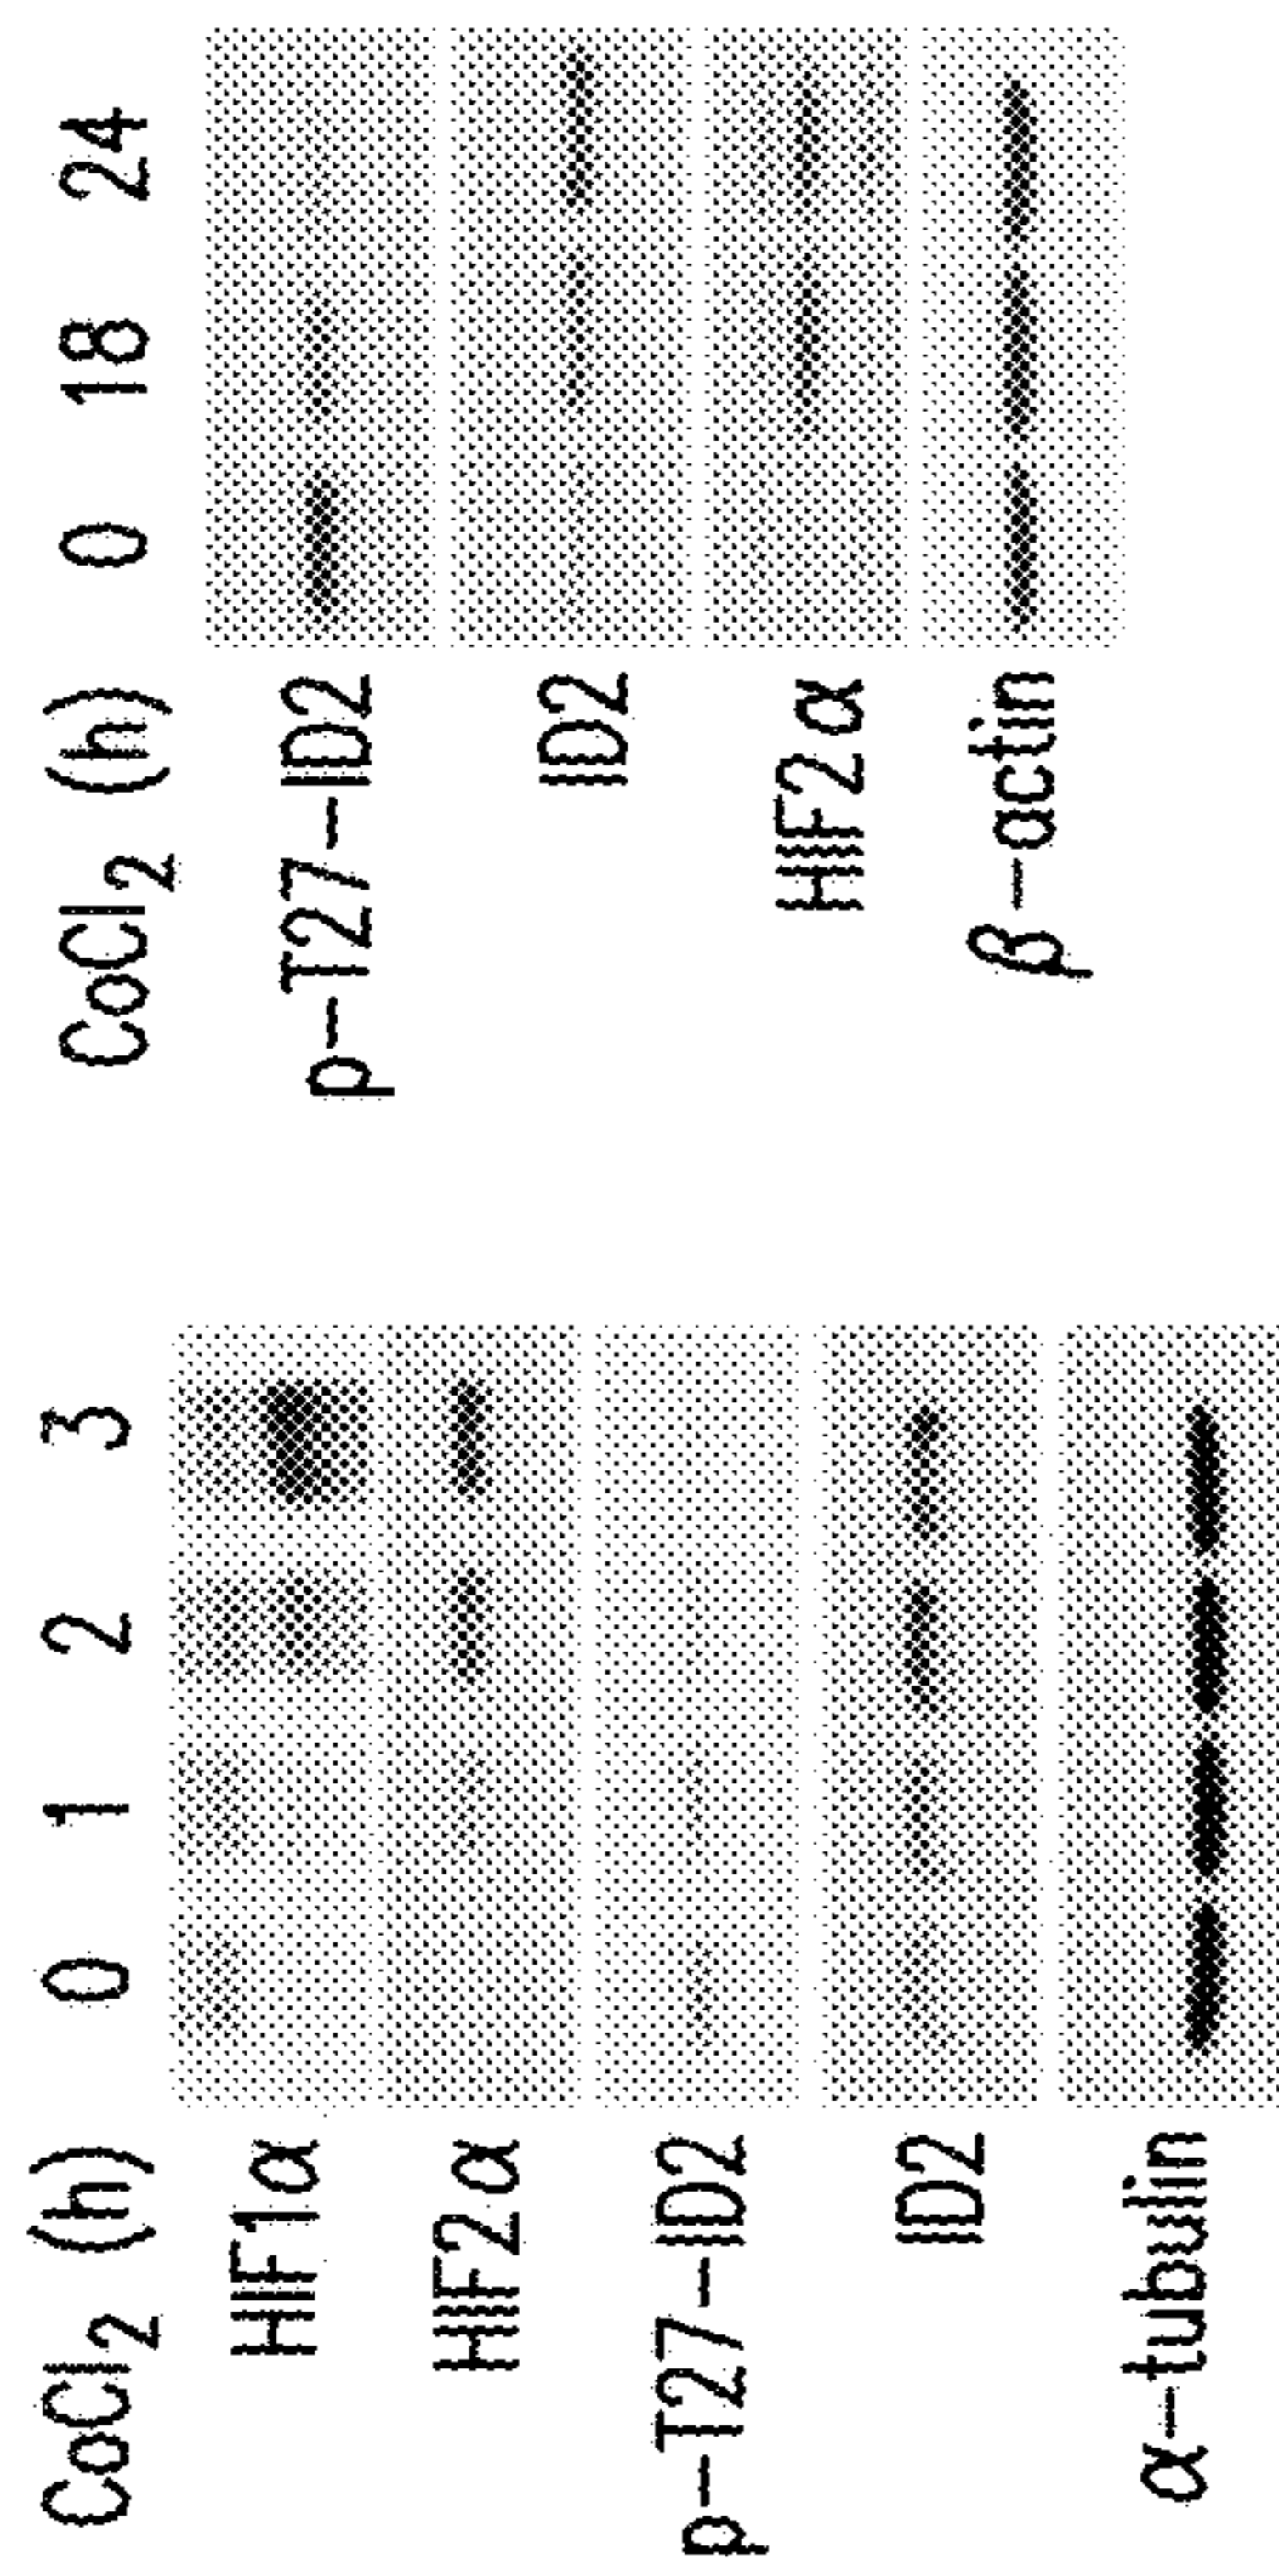 CoCl₂ (h) 0 1 2 3
HIF1α
HIF2α
p-T27-ID2
ID2
α-tubulin
CoCl₂ (h) 0 18 24
p-T27-ID2
ID2
HIF2α
β-actin